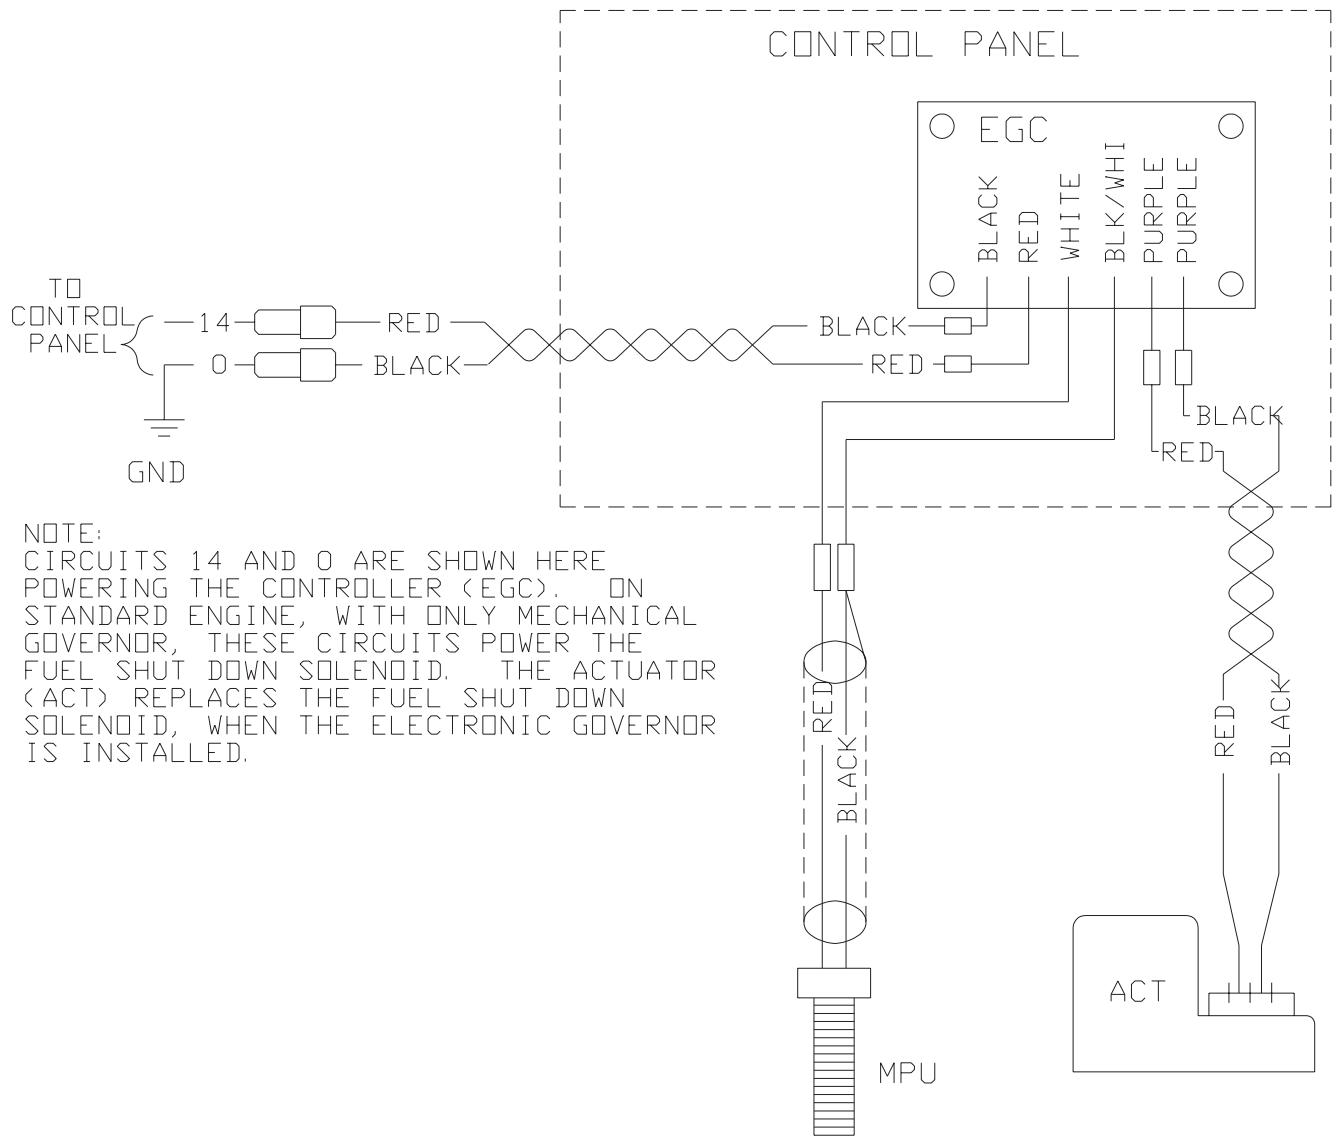 CONTROL PANEL
EGC
BLACK
RED
WHITE
BLK/WHI
PURPLE
PURPLE
TO
CONTROL
PANEL
14
RED
BLACK
0
BLACK
RED
GND
BLACK
RED
NOTE:
CIRCUITS 14 AND 0 ARE SHOWN HERE
POWERING THE CONTROLLER (EGC). ON
STANDARD ENGINE, WITH ONLY MECHANICAL
GOVERNOR, THESE CIRCUITS POWER THE
FUEL SHUT DOWN SOLENOID. THE ACTUATOR
(ACT) REPLACES THE FUEL SHUT DOWN
SOLENOID, WHEN THE ELECTRONIC GOVERNOR
IS INSTALLED.
RED
BLACK
RED
BLACK
ACT
MPU